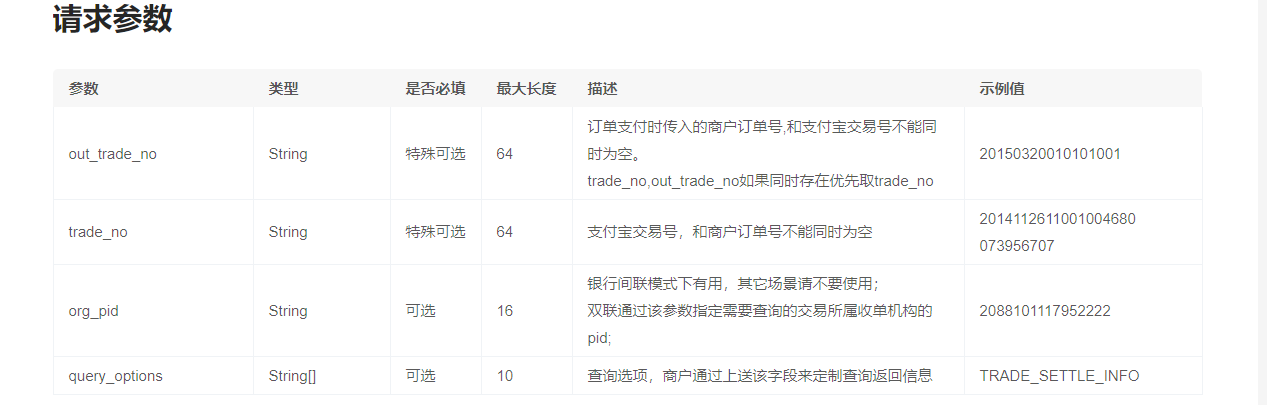 请求参数
参数 类型 是否必填 最大长度 描述 示例值
订单支付时传入的商户订单号,和支付宝交易号不能同
out_trade_no String 特殊可选 64 时为空。 20150320010101001
trade_no,out_trade_no如果同时存在优先取trade_no
2014112611001004680
trade_no String 特殊可选 64 支付宝交易号，和商户订单号不能同时为空
073956707
银行间联模式下有用，其它场景请不要使用；
org_pid String 可选 16 双联通过该参数指定需要查询的交易所属收单机构的 2088101117952222
pid;
query_options String[] 可选 10 查询选项，商户通过上送该字段来定制查询返回信息 TRADE_SETTLE_INFO